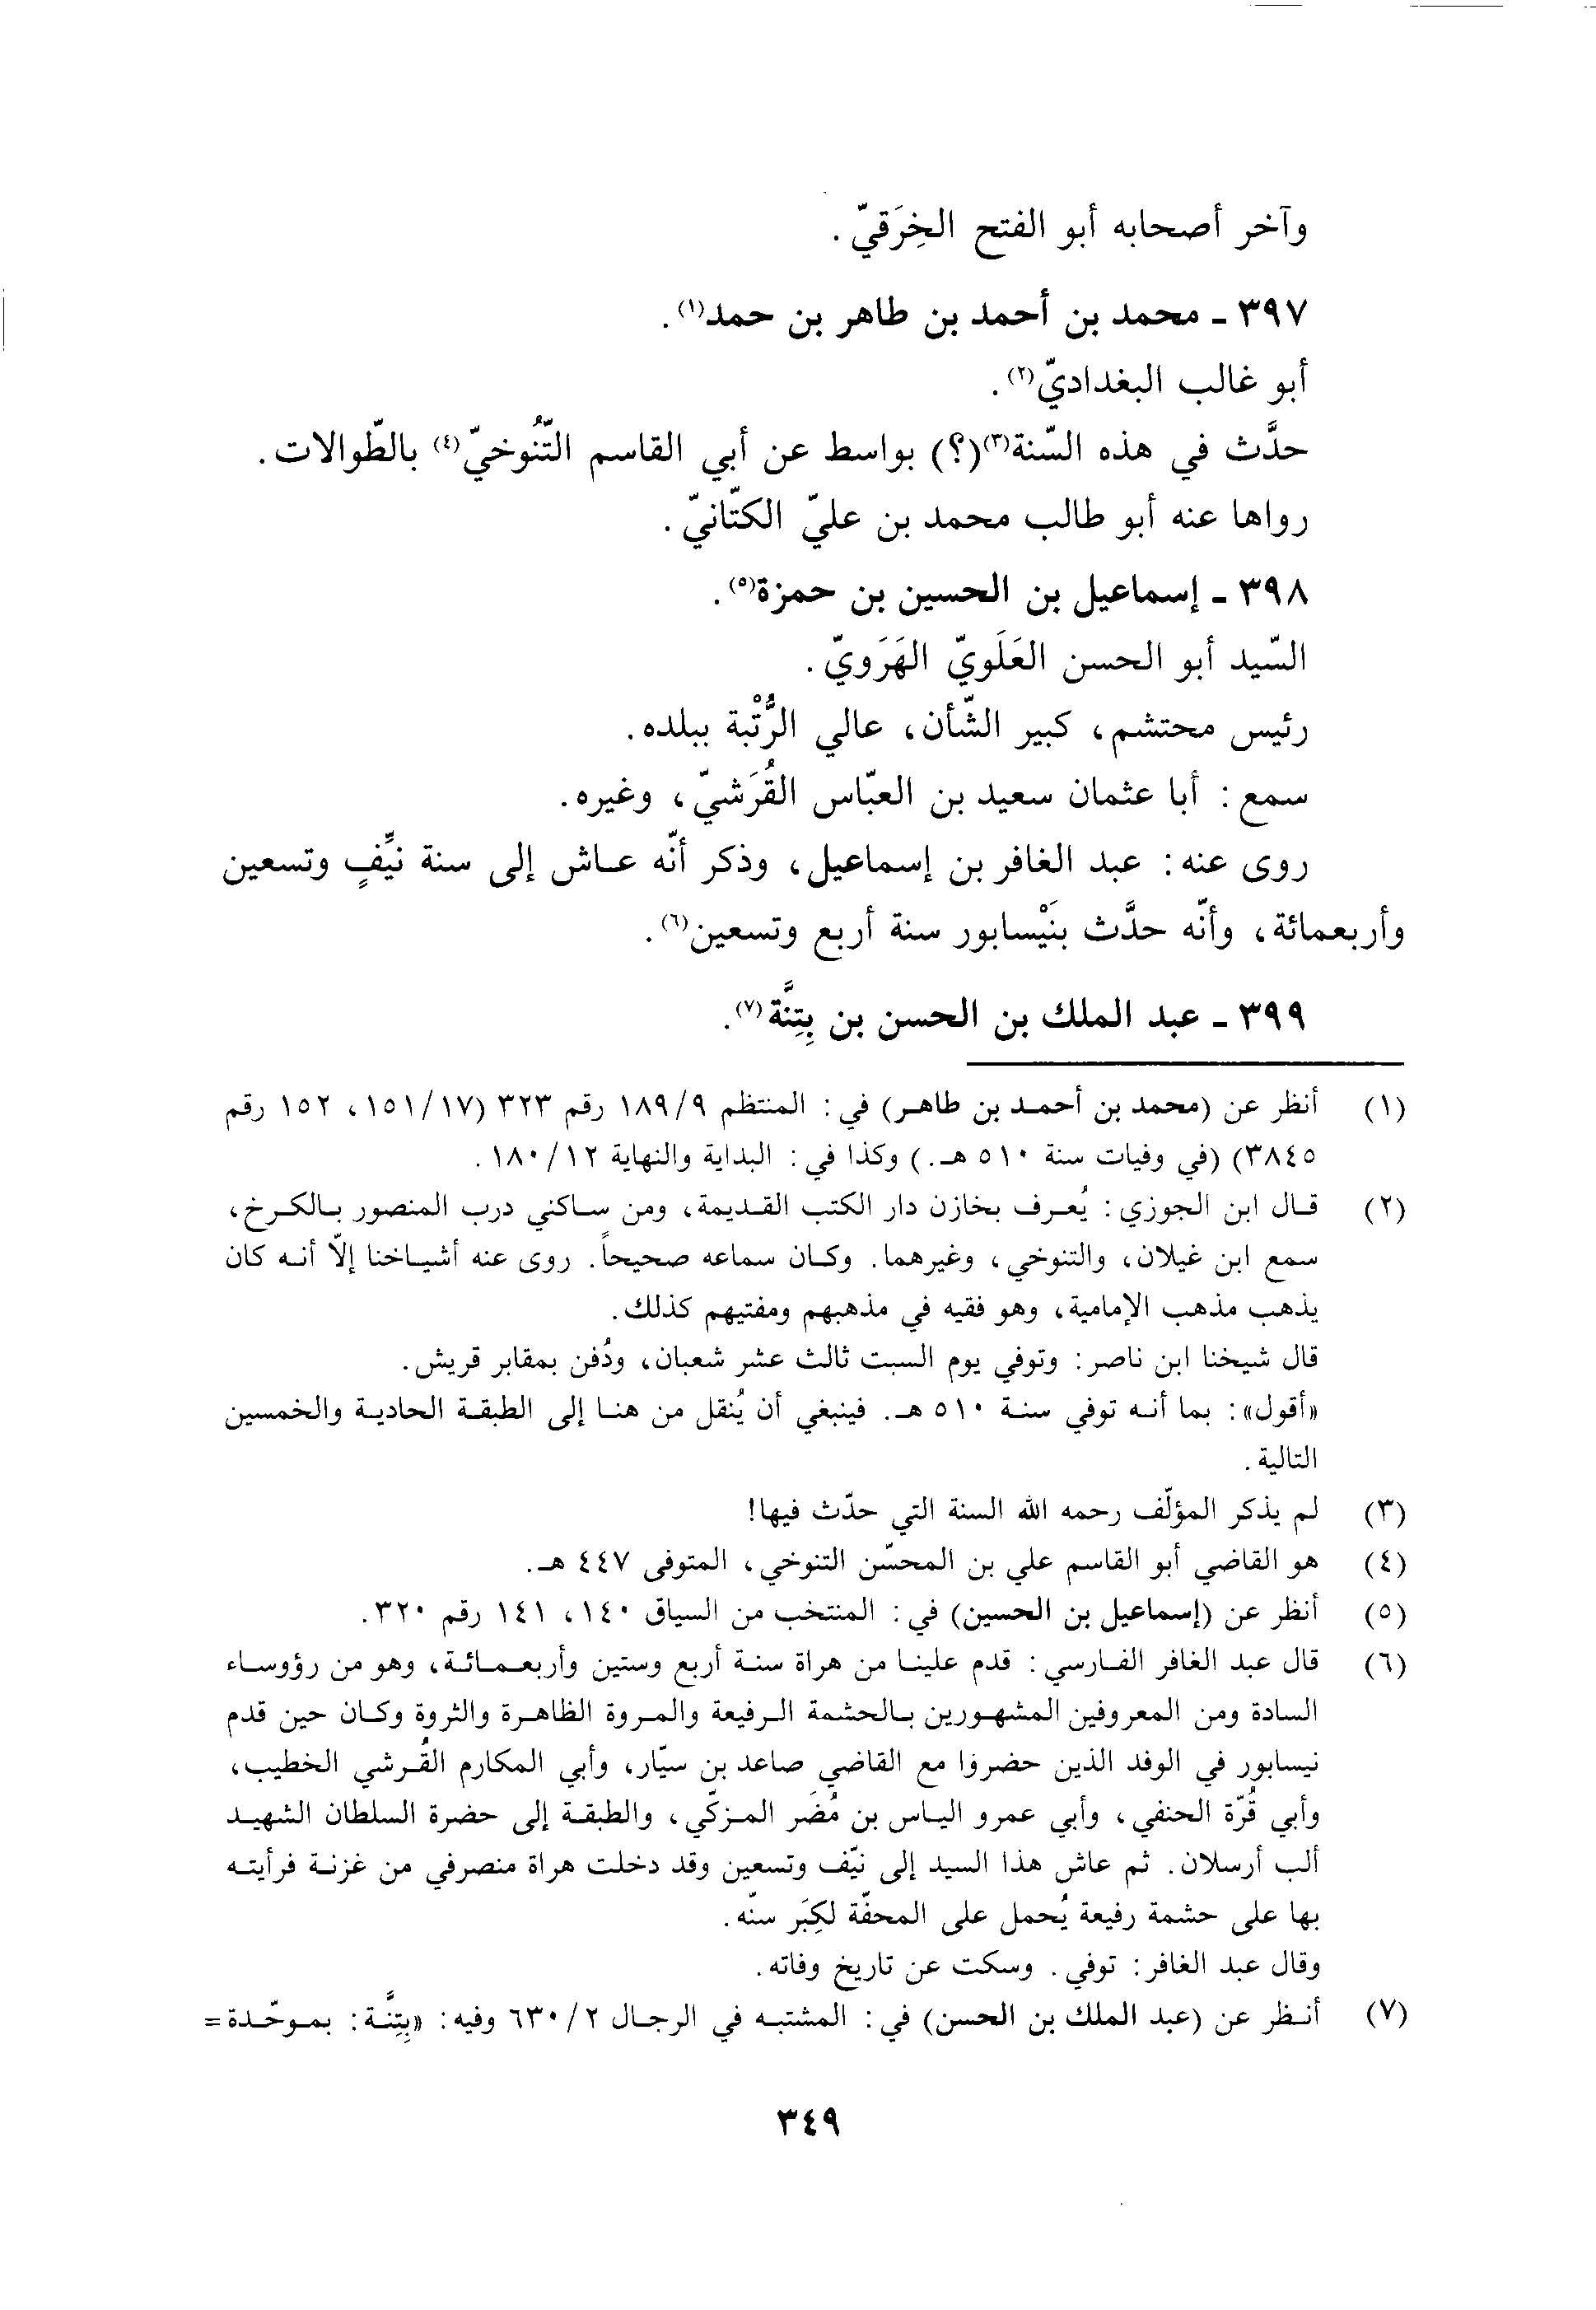 وآخر أصحابه أبو الفتح الخِرَقيّ.
٣٩٧ - محمد بن أحمد بن طاهر بن حمد(١).
أبو غالب البغداديّ(٢).
حدَّث في هذه السّنة(٣)(؟) بواسط عن أبي القاسم التّنُوخيّ(٤) بالطّوالات.
رواها عنه أبو طالب محمد بن عليّ الكتّانيّ.
٣٩٨ - إسماعيل بن الحسين بن حمزة(٥).
السّيد أبو الحسن العَلَويّ الهَرَويّ.
رئيس محتشم، كبير الشّأن، عالي الرُّتْبة ببلده.
سمع: أبا عثمان سعيد بن العبّاس القُرَشيّ، وغيره.
روى عنه: عبد الغافر بن إسماعيل، وذكر أنّه عاش إلى سنة نيِّفٍ وتسعين
وأربعمائة، وأنّه حدَّث بنَيْسابور سنة أربع وتسعين(٦).
٣٩٩ - عبد الملك بن الحسن بن بِتِنَّة(٧).
(١) أنظر عن (محمد بن أحمد بن طاهر) في: المنتظم ١٨٩/٩ رقم ٣٢٣ (١٥١/١٧، ١٥٢ رقم
٣٨٤٥) (في وفيات سنة ٥١٠ هـ.) وكذا في: البداية والنهاية ١٨٠/١٢.
(٢) قال ابن الجوزي: يُعرف بخازن دار الكتب القديمة، ومن ساكني درب المنصور بالكرخ،
سمع ابن غيلان، والتنوخي، وغيرهما. وكان سماعه صحيحاً. روى عنه أشياخنا إلّا أنه كان
يذهب مذهب الإمامية، وهو فقيه في مذهبهم ومفتيهم كذلك.
قال شيخنا ابن ناصر: وتوفي يوم السبت ثالث عشر شعبان، ودُفن بمقابر قريش.
«أقول»: بما أنه توفي سنة ٥١٠ هـ. فينبغي أن يُنقل من هنا إلى الطبقة الحادية والخمسين
التالية.
(٣) لم يذكر المؤلّف رحمه الله السنة التي حدّث فيها!
(٤) هو القاضي أبو القاسم علي بن المحسّن التنوخي، المتوفى ٤٤٧ هـ.
(٥) أنظر عن (إسماعيل بن الحسين) في: المنتخب من السياق ١٤٠، ١٤١ رقم ٣٢٠.
(٦) قال عبد الغافر الفارسي: قدم علينا من هراة سنة أربع وستين وأربعمائة، وهو من رؤوساء
السادة ومن المعروفين المشهورين بالحشمة الرفيعة والمروة الظاهرة والثروة وكان حين قدم
نيسابور في الوفد الذين حضروا مع القاضي صاعد بن سيّار، وأبي المكارم القُرشي الخطيب،
وأبي قُرّة الحنفي، وأبي عمرو الياس بن مُضَر المزكّي، والطبقة إلى حضرة السلطان الشهيد
ألب أرسلان. ثم عاش هذا السيد إلى نيّف وتسعين وقد دخلت هراة منصرفي من غزنة فرأيته
بها على حشمة رفيعة يُحمل على المحفّة لكِبَر سنّه.
وقال عبد الغافر: توفي. وسكت عن تاريخ وفاته.
(٧) أنظر عن (عبد الملك بن الحسن) في: المشتبه في الرجال ٦٣٠/٢ وفيه: «بِتِنَّة: بموحّدة =
٣٤٩